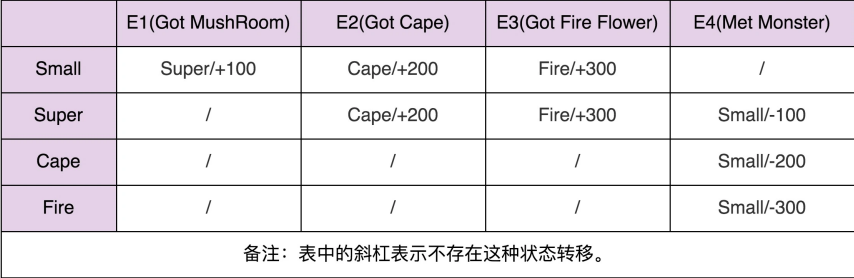 E1(Got MushRoom) E2(Got Cape) E3(Got Fire Flower) E4(Met Monster)
Small Super/+100 Cape/+200 Fire/+300 /
Super / Cape/+200 Fire/+300 Small/-100
Cape / / / Small/-200
Fire / / / Small/-300
备注：表中的斜杠表示不存在这种状态转移。